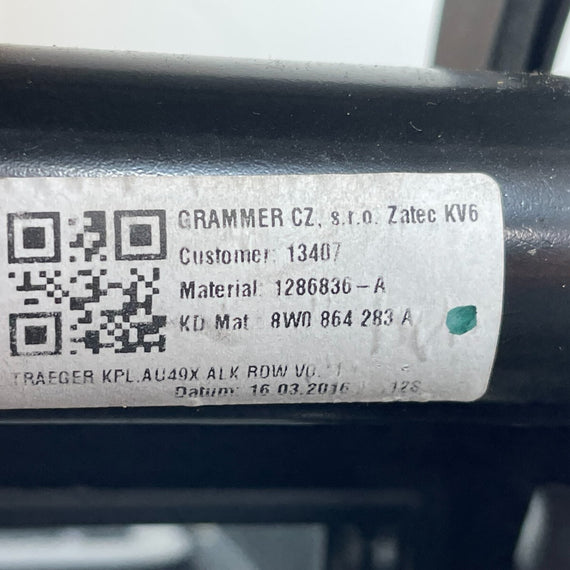 GRAMMER CZ, s.r.o. Zatec KV6
Customer: 13407
Material: 1286836-A
KD Mat 8W0 864 283 A
TRAEGER KPL.AU49X ALK RDW
Datum: 16.03.2016